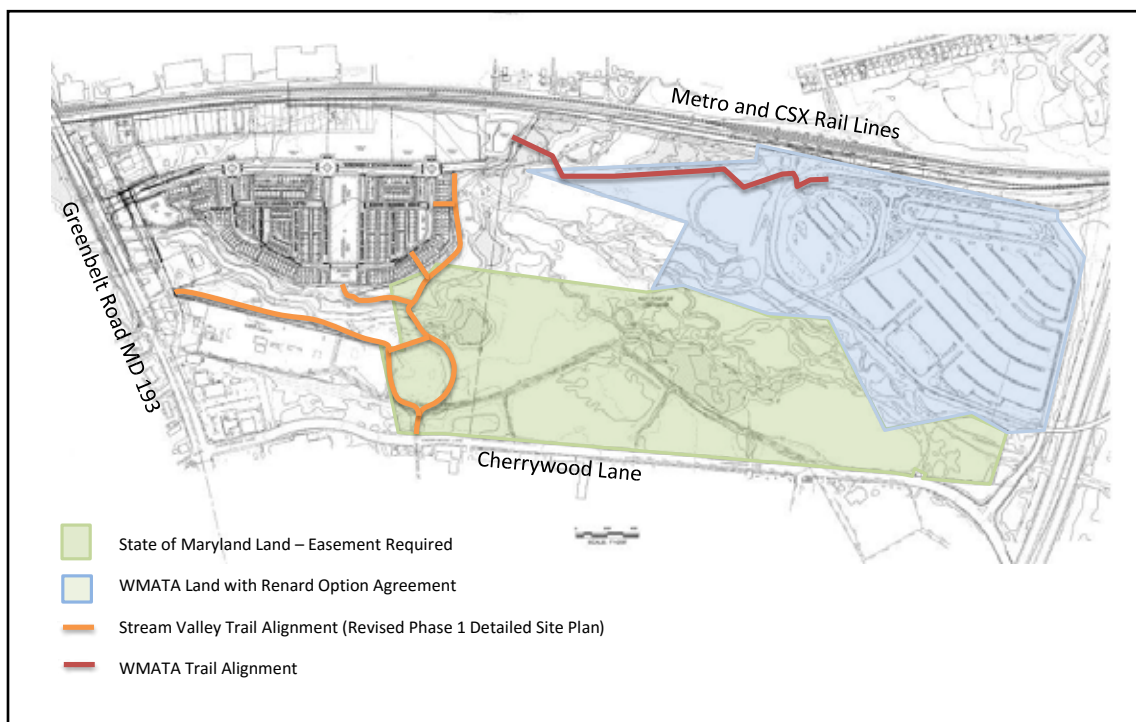 Metro and CSX Rail Lines
Greenbelt Road MD 193
Cherrywood Lane
State of Maryland Land – Easement Required
WMATA Land with Renard Option Agreement
Stream Valley Trail Alignment (Revised Phase 1 Detailed Site Plan)
WMATA Trail Alignment